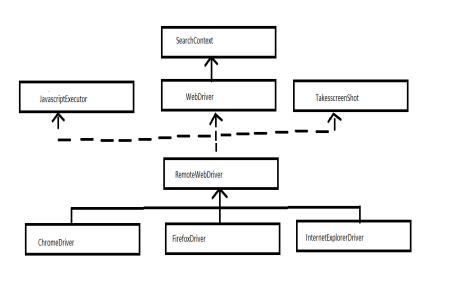 SearchContext
JavascriptExecutor
WebDriver
TakesscreenShot
RemoteWebDriver
ChromeDriver
FirefoxDriver
InternetExplorerDriver